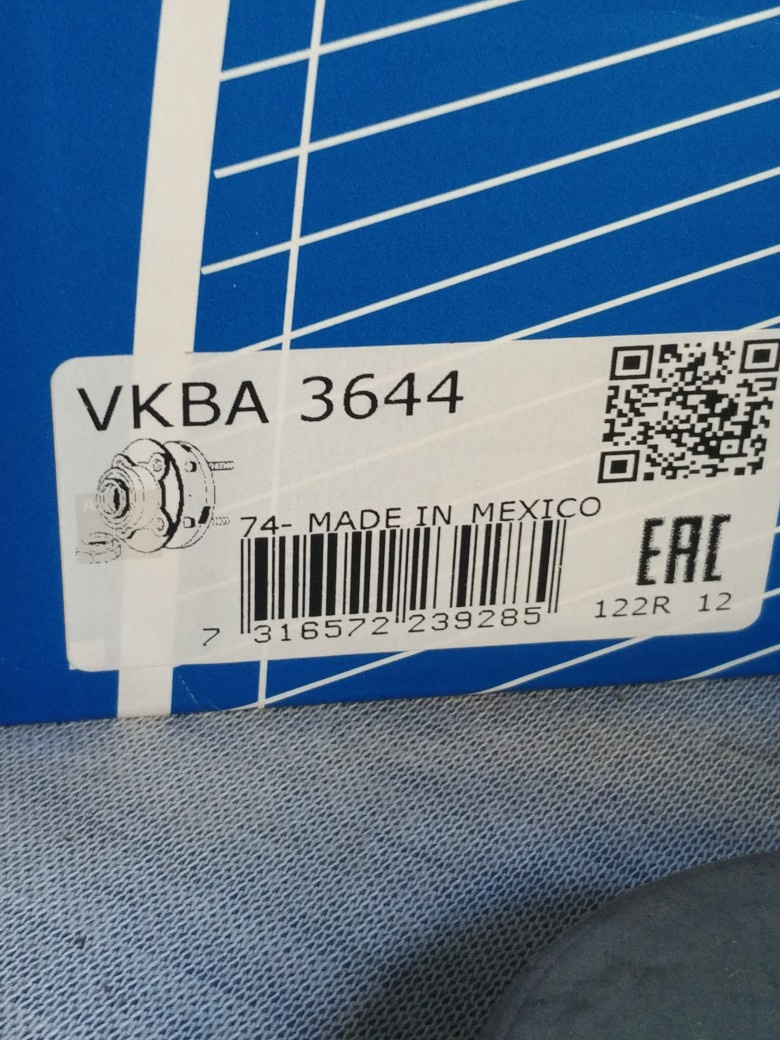 VKBA 3644
74- MADE IN MEXICO
EAC
7 316572 239285
122R 12